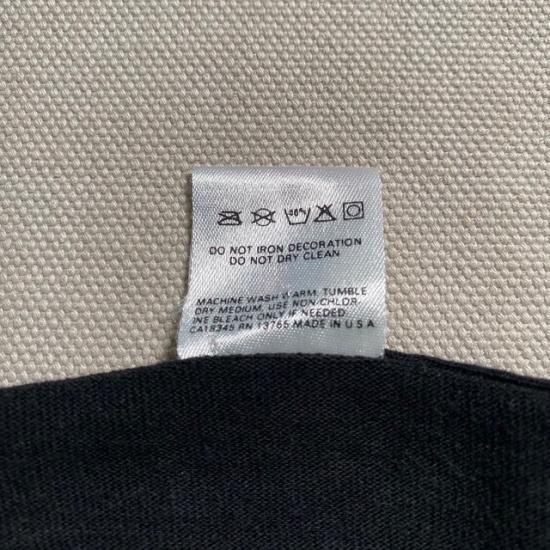 40°
DO NOT IRON DECORATION
DO NOT DRY CLEAN
MACHINE WASH WARM, TUMBLE
DRY MEDIUM, USE NON-CHLOR.
INE BLEACH ONLY IF NEEDED.
CA18345 RN 13765 MADE IN U S A